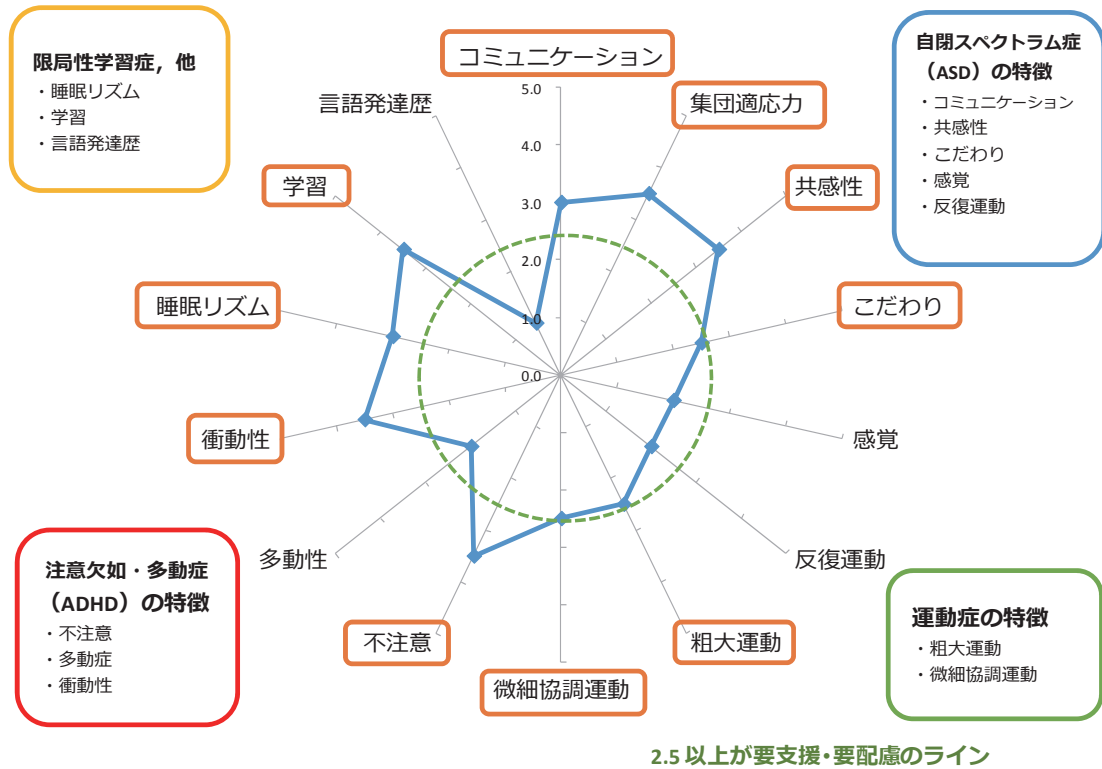 限局性学習症，他
・睡眠リズム
・学習
・言語発達歴
自閉スペクトラム症
（ASD）の特徴
・コミュニケーション
・共感性
・こだわり
・感覚
・反復運動
コミュニケーション
集団適応力
共感性
こだわり
感覚
反復運動
粗大運動
微細協調運動
不注意
多動性
衝動性
睡眠リズム
学習
言語発達歴
5.0
4.0
3.0
2.0
1.0
0.0
注意欠如・多動症
（ADHD）の特徴
・不注意
・多動症
・衝動性
運動症の特徴
・粗大運動
・微細協調運動
2.5 以上が要支援・要配慮のライン